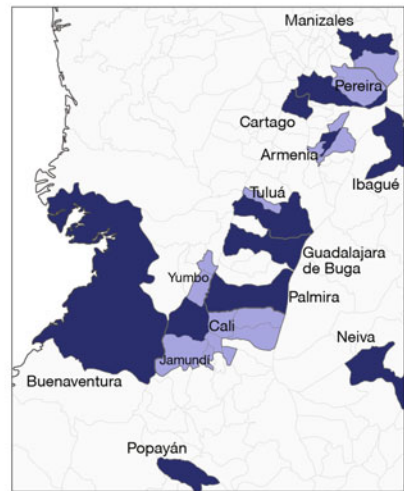 Manizales
Pereira
Cartago
Armenia
Ibagué
Tuluá
Guadalajara
de Buga
Yumbo
Palmira
Cali
Neiva
Jamundí
Buenaventura
Popayán